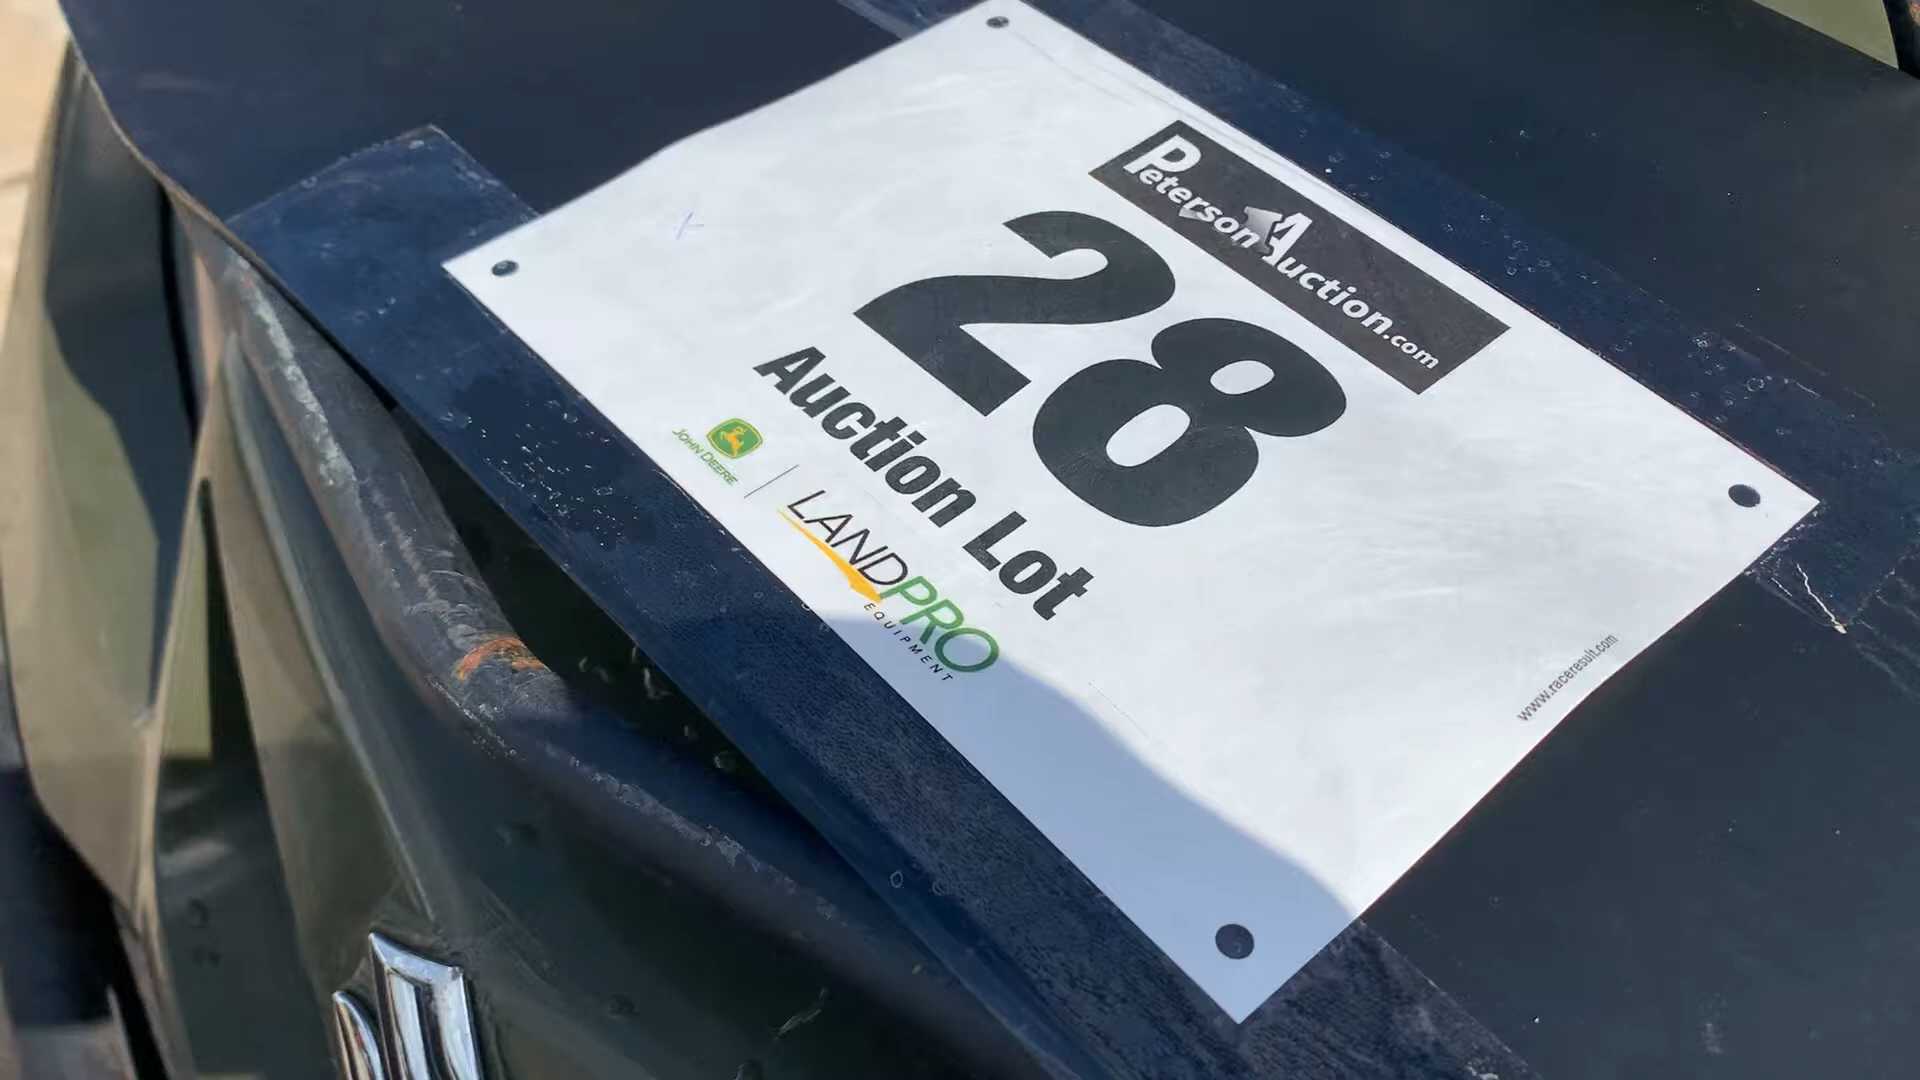 PetersonAuction.com
28
Auction Lot
JOHN DEERE
LANDPRO
EQUIPMENT
www.raceresult.com